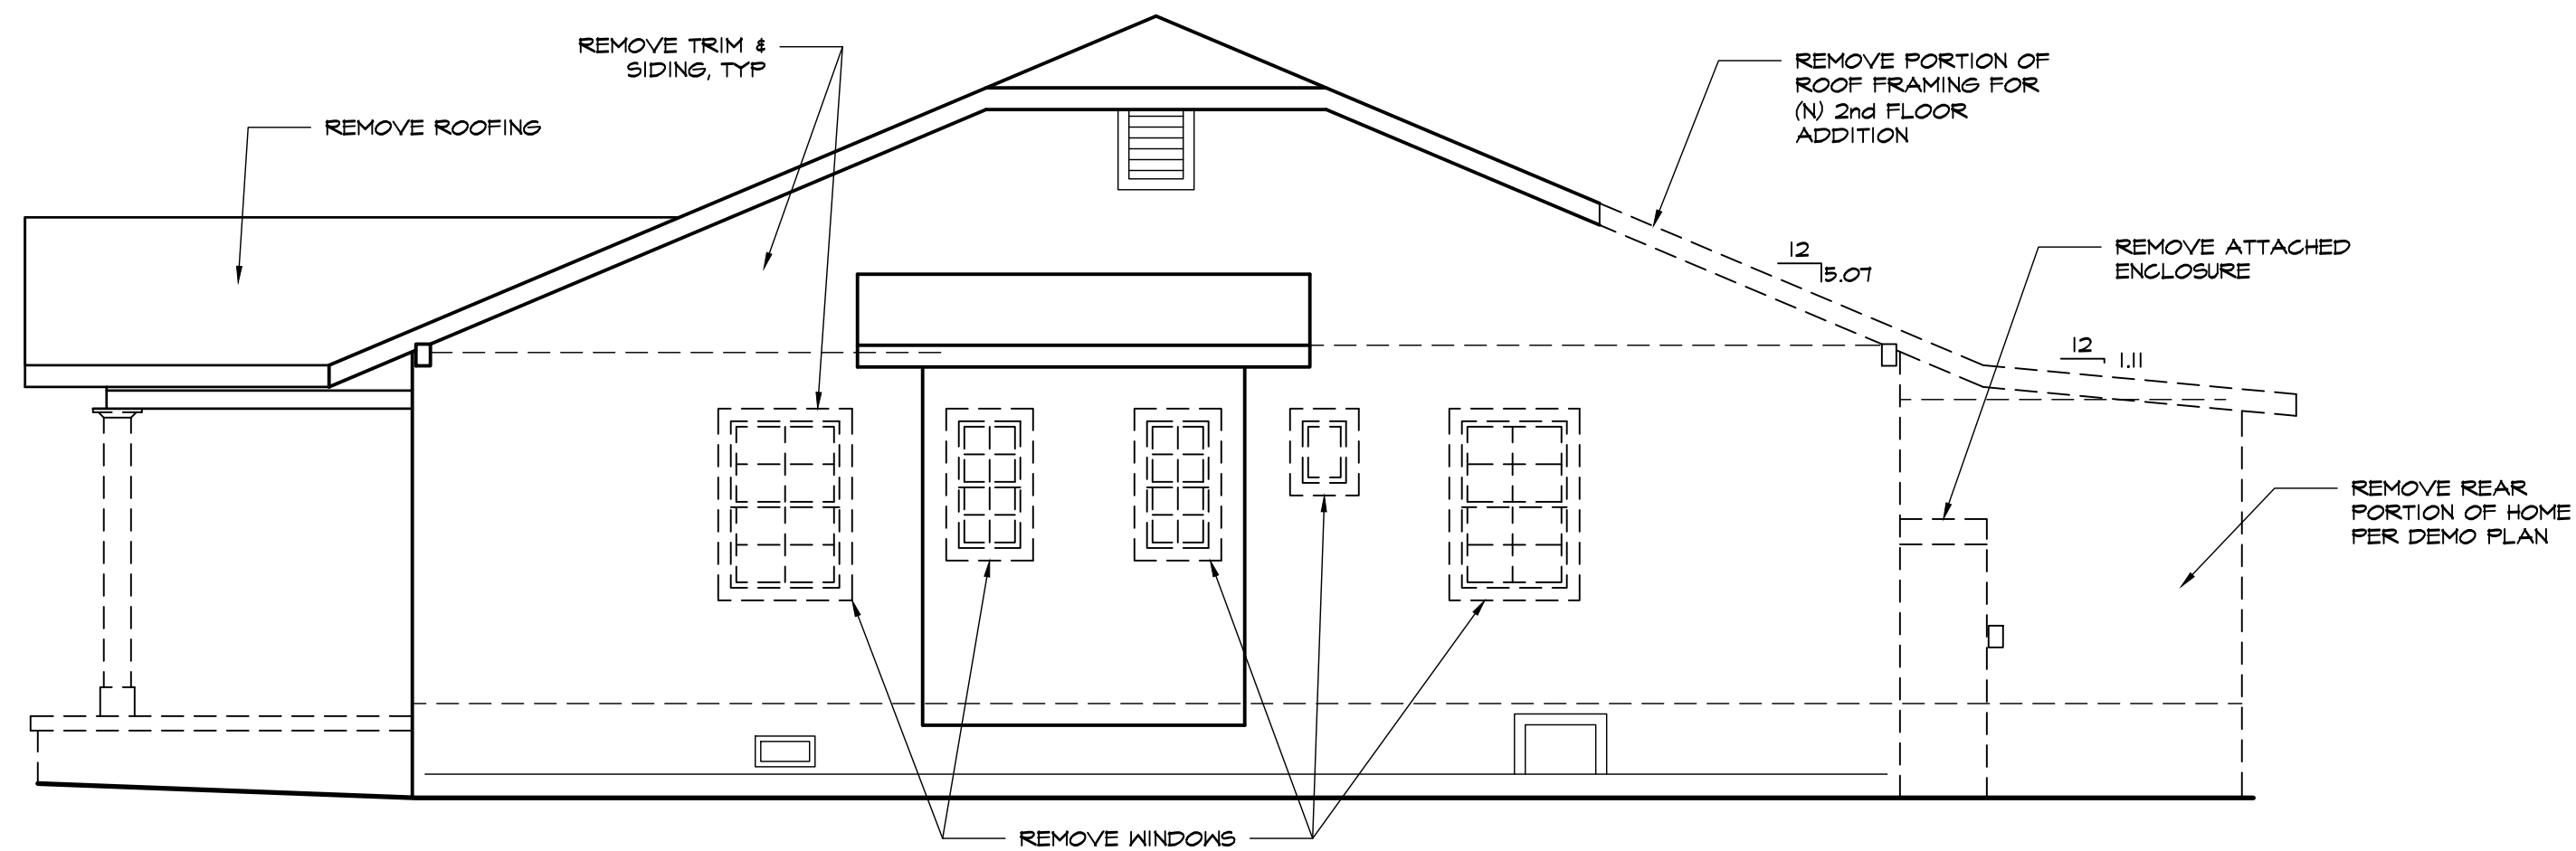 REMOVE TRIM &
SIDING, TYP
REMOVE PORTION OF
ROOF FRAMING FOR
(N) 2nd FLOOR
ADDITION
REMOVE ROOFING
12
5.07
REMOVE ATTACHED
ENCLOSURE
12
1.11
REMOVE REAR
PORTION OF HOME
PER DEMO PLAN
REMOVE WINDOWS